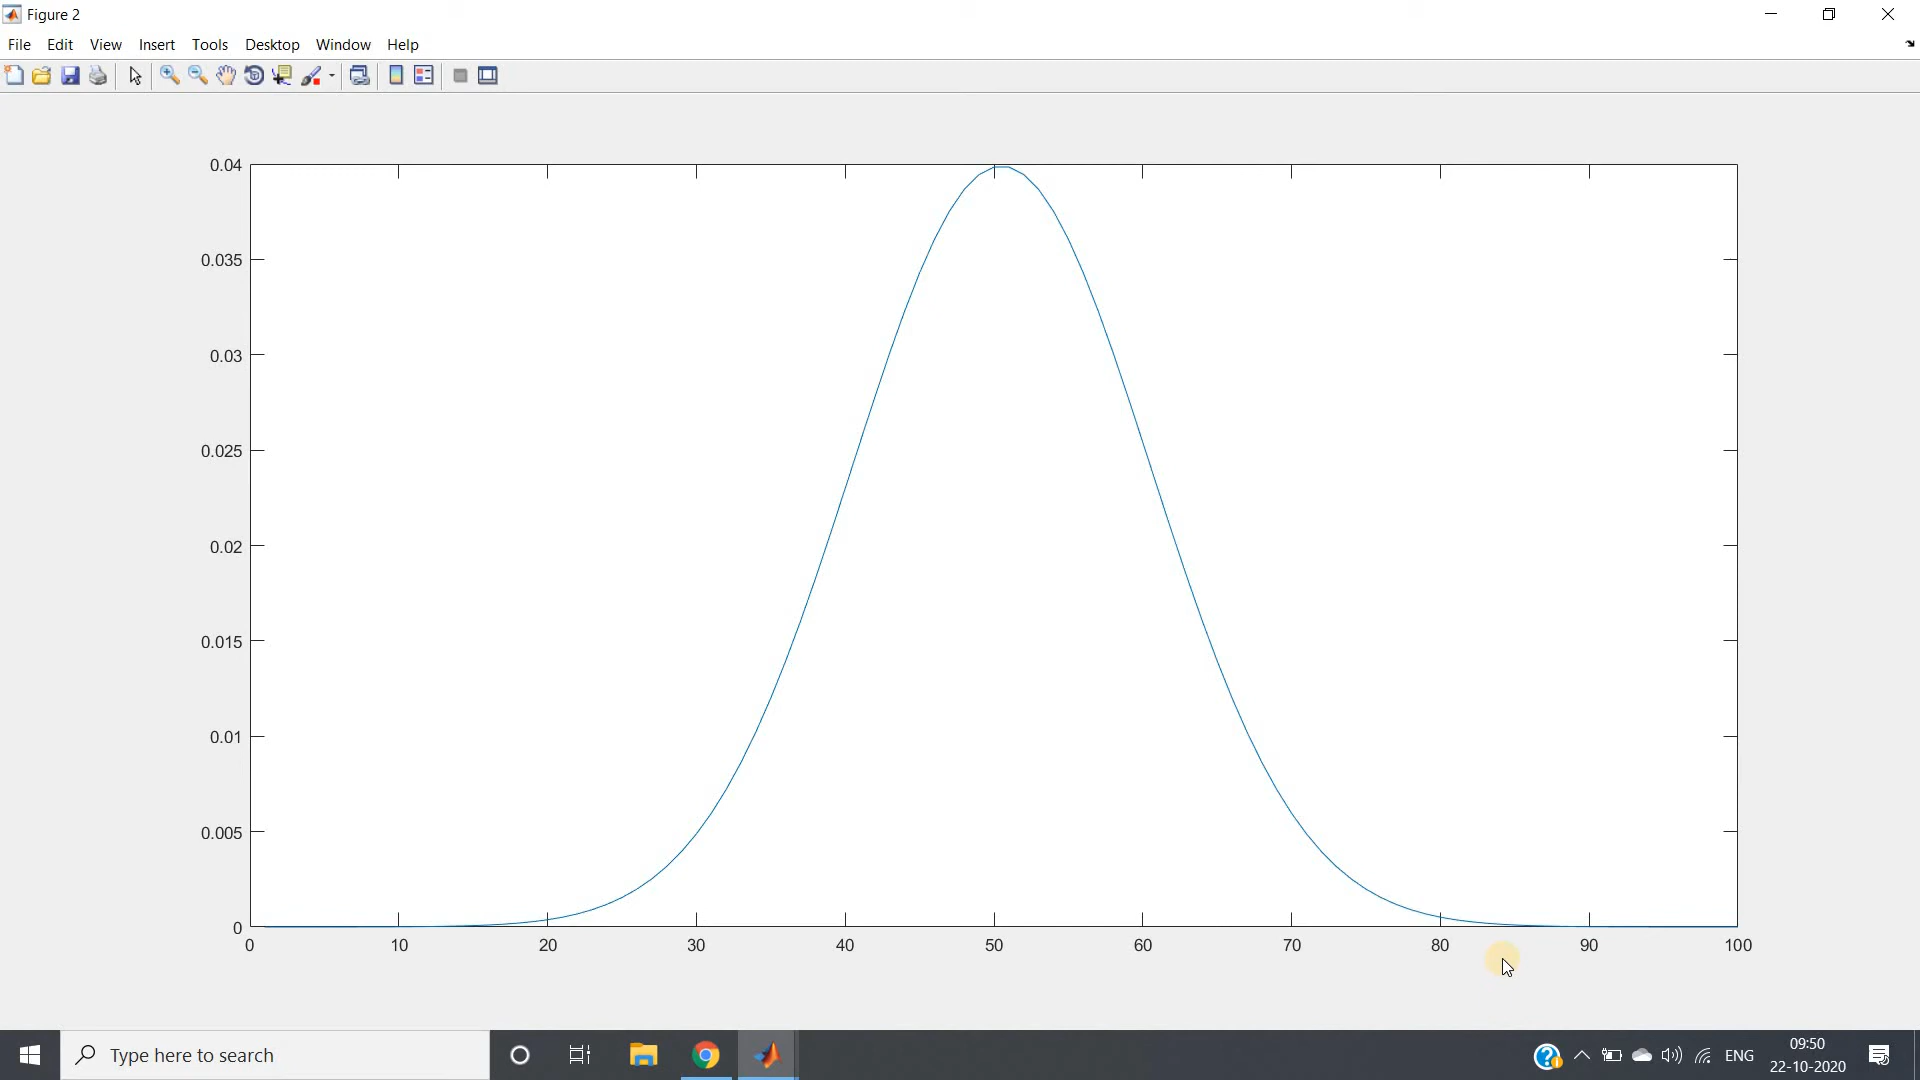 Figure 2
File Edit View Insert Tools Desktop Window Help
0.04
0.035
0.03
0.025
0.02
0.015
0.01
0.005
0
0 10 20 30 40 50 60 70 80 90 100
Type here to search
ENG
09:50
22-10-2020